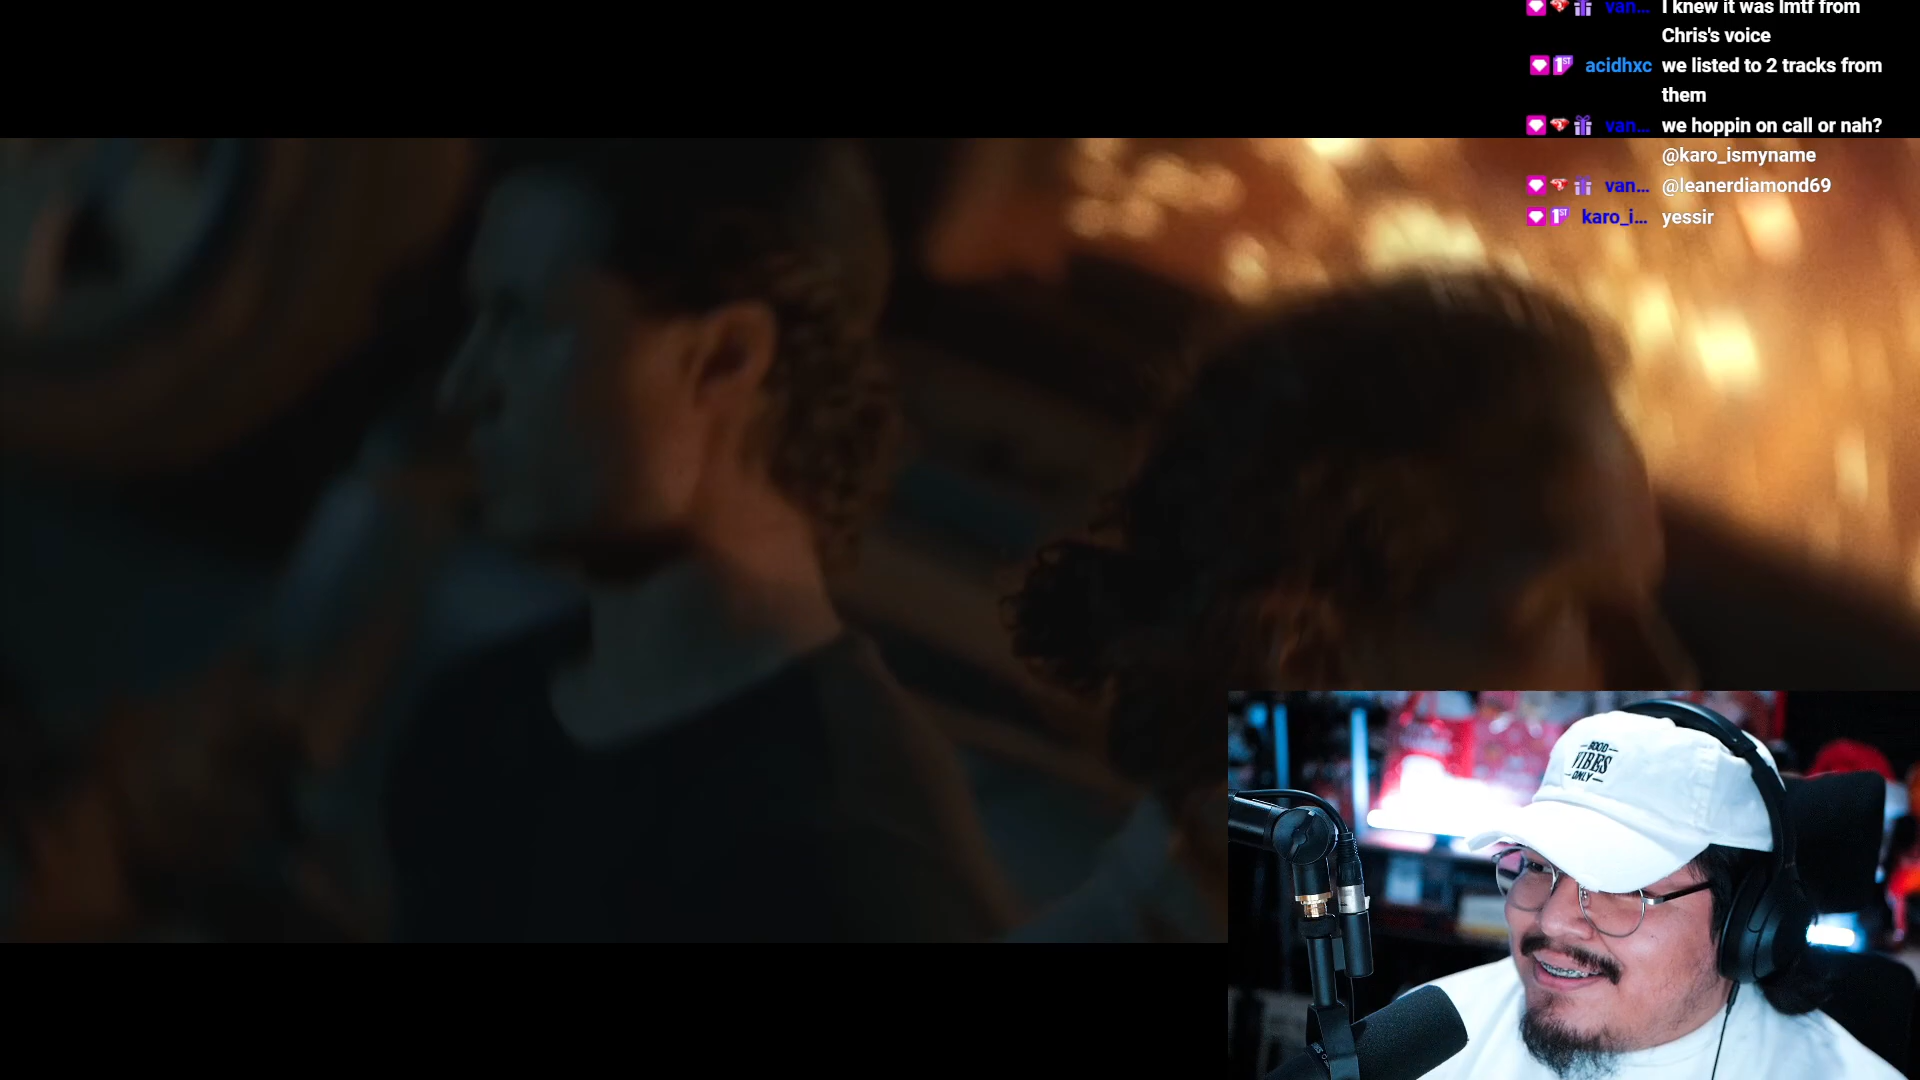 van... I knew it was lmtf from
Chris's voice
acidhxc we listed to 2 tracks from
them
van... we hoppin on call or nah?
@karo_ismyname
van... @leanerdiamond69
karo_i... yessir
GOOD
VIBES
ONLY